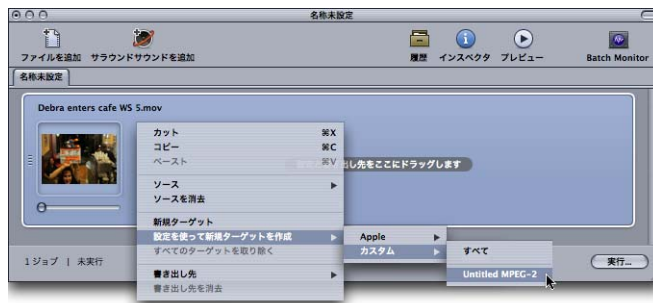 名称未設定
ファイルを追加 サラウンドサウンドを追加 履歴 インスペクタ プレビュー Batch Monitor
名称未設定
Debra enters cafe WS 5.mov
し先をここにドラッグします
カット ⌘X
コピー ⌘C
ペースト ⌘V
ソース
ソースを消去
新規ターゲット
設定を使って新規ターゲットを作成
すべてのターゲットを取り除く
書き出し先
書き出し先を消去
Apple
カスタム
すべて
Untitled MPEG-2
1 ジョブ | 未実行
実行...